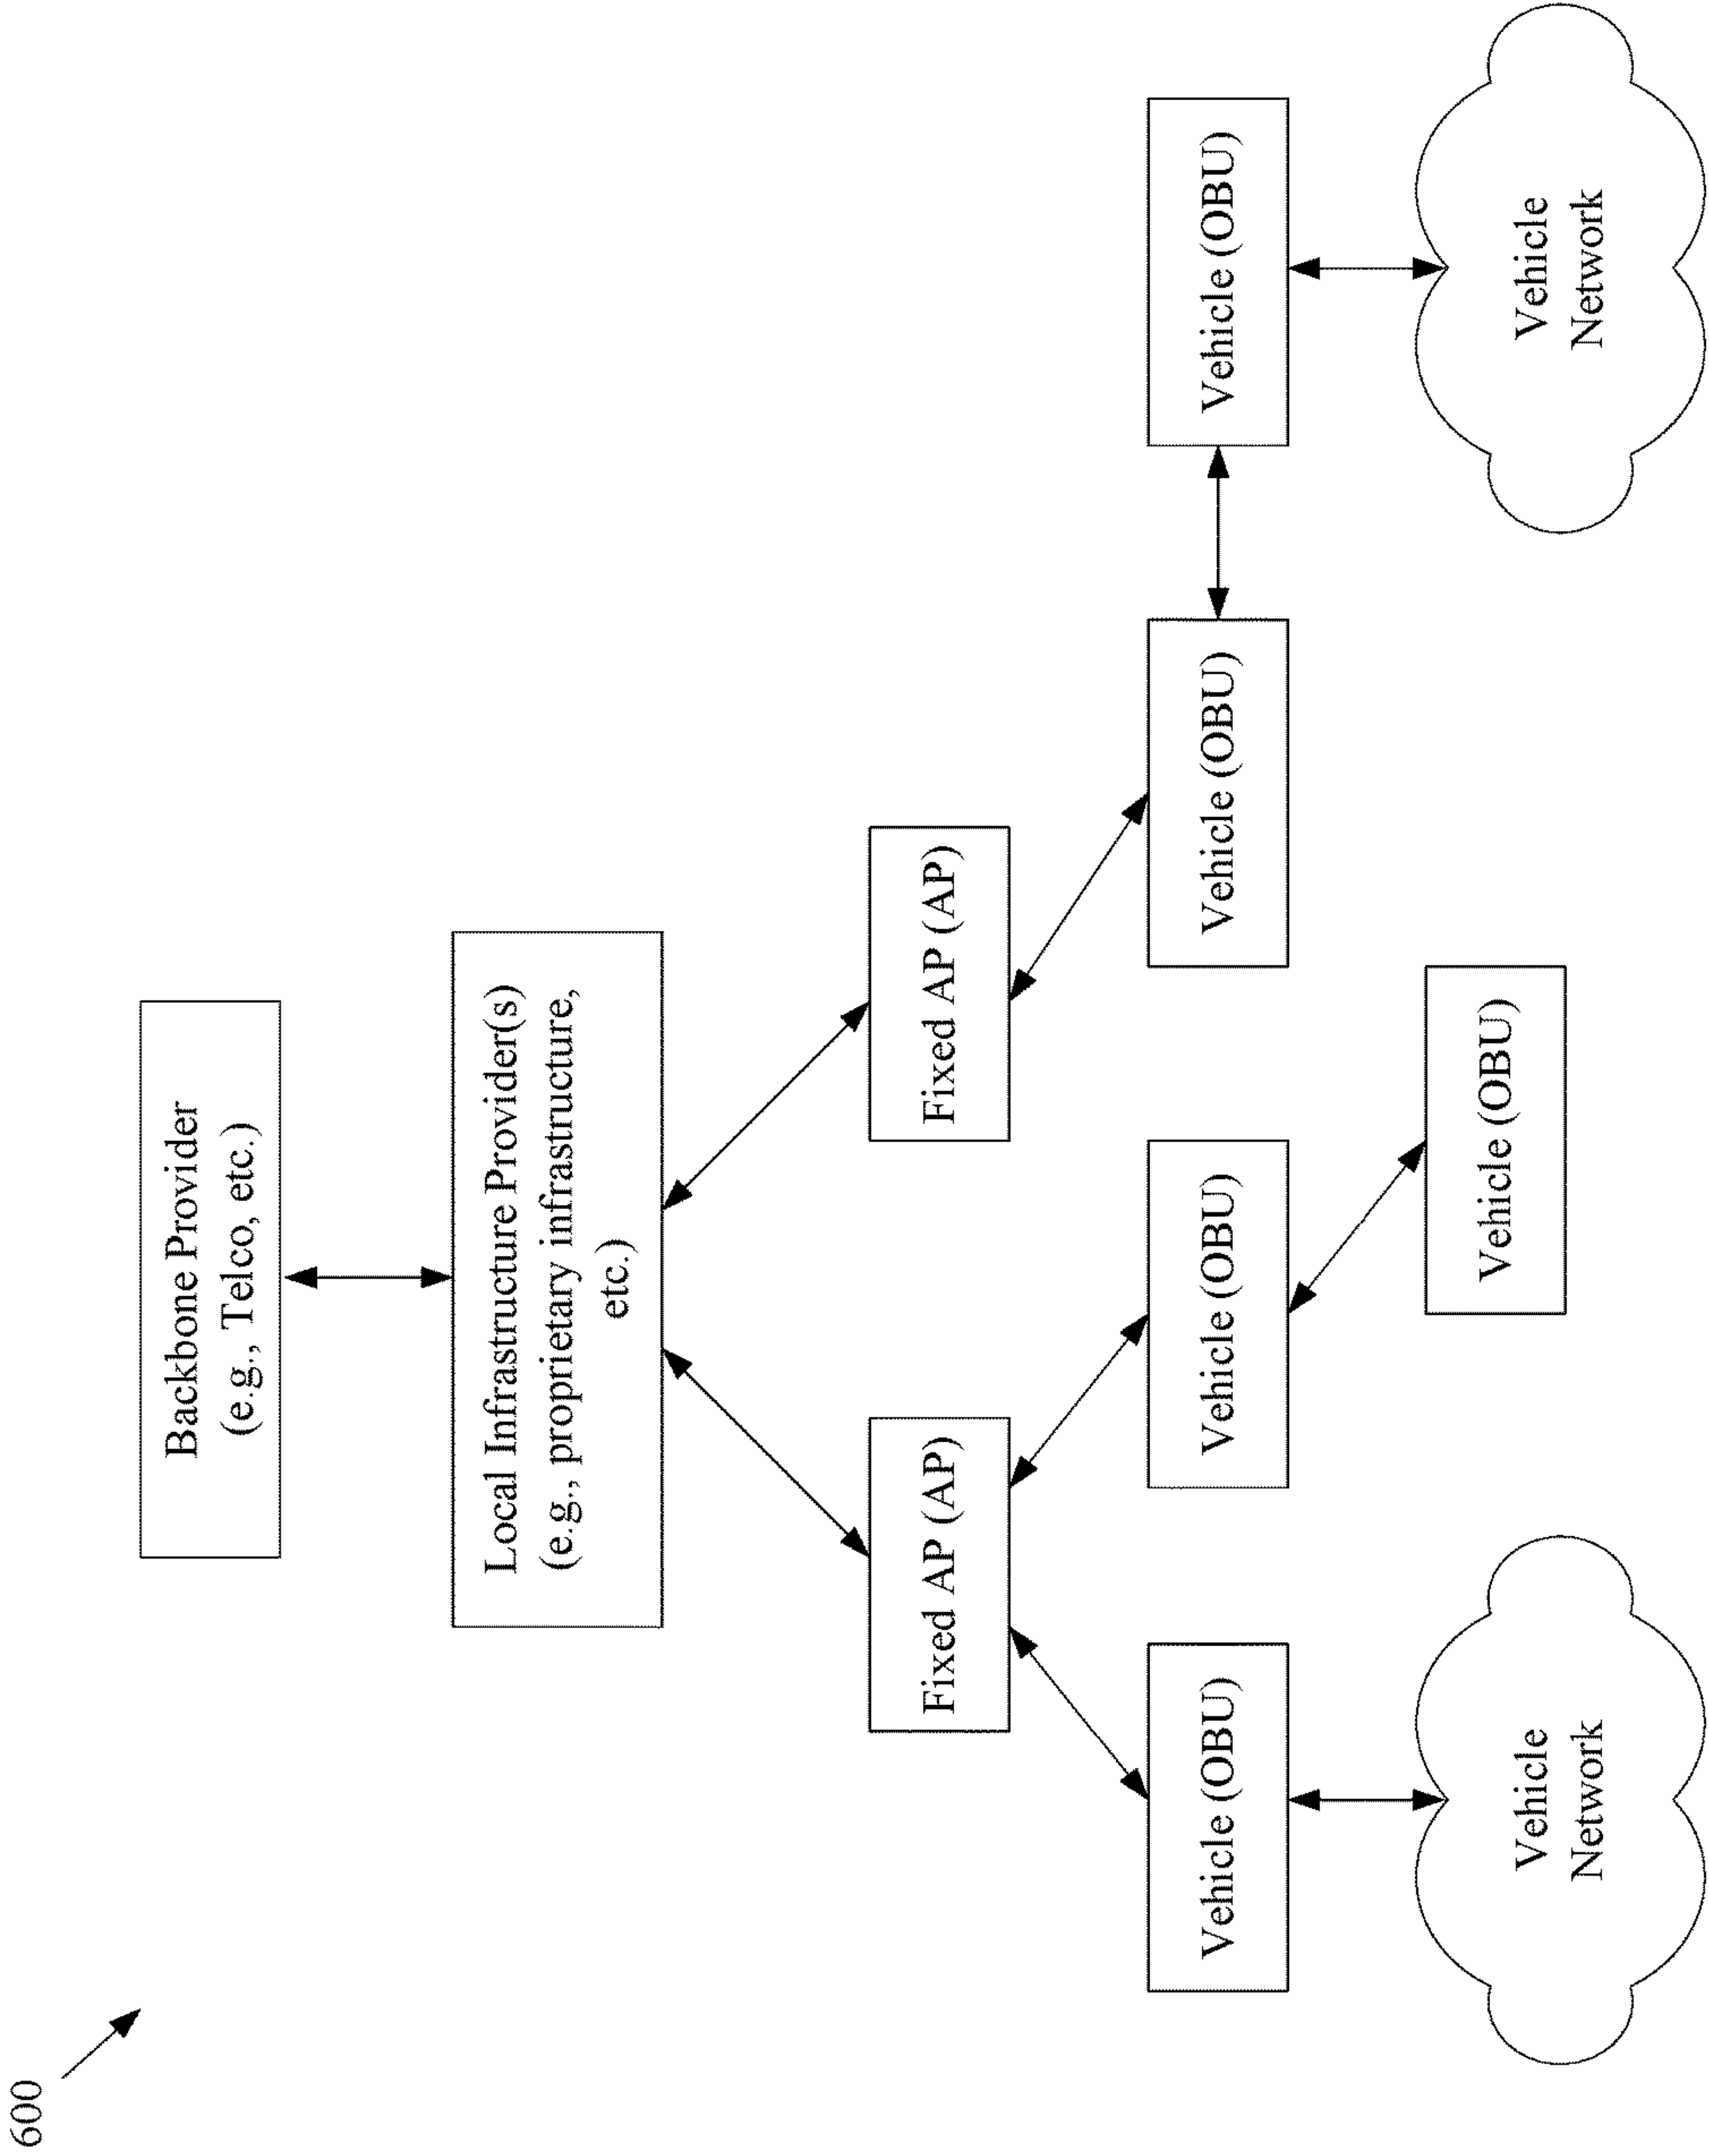 600
Backbone Provider
(e.g., Telco, etc.)
Local Infrastructure Provider(s)
(e.g., proprietary infrastructure,
etc.)
Fixed AP (AP)
Fixed AP (AP)
Vehicle (OBU)
Vehicle (OBU)
Vehicle (OBU)
Vehicle (OBU)
Vehicle
Network
Vehicle (OBU)
Vehicle
Network